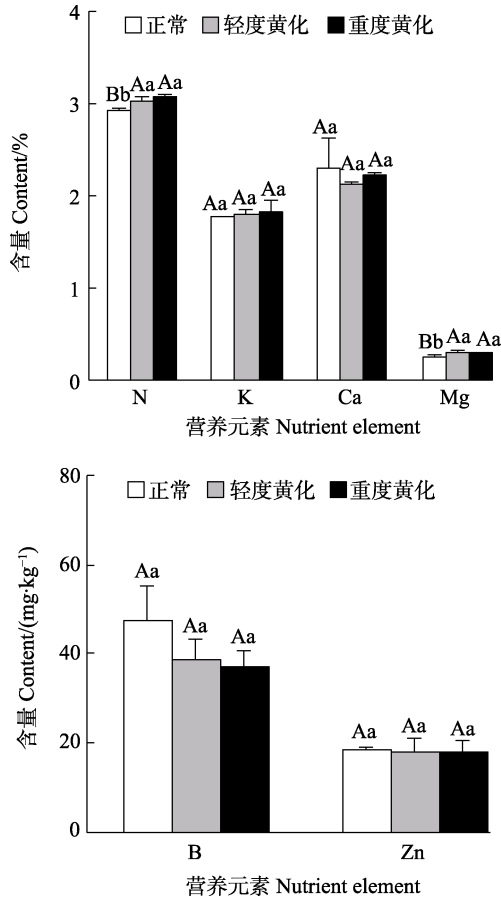 正常 轻度黄化 重度黄化
4
3
2
1
0
含量 Content/%
Bb Aa Aa
Aa Aa Aa
Aa Aa Aa
Bb Aa Aa
N K Ca Mg
营养元素 Nutrient element
正常 轻度黄化 重度黄化
80
60
40
20
0
含量 Content/(mg·kg⁻¹)
Aa Aa Aa
Aa Aa Aa
B Zn
营养元素 Nutrient element